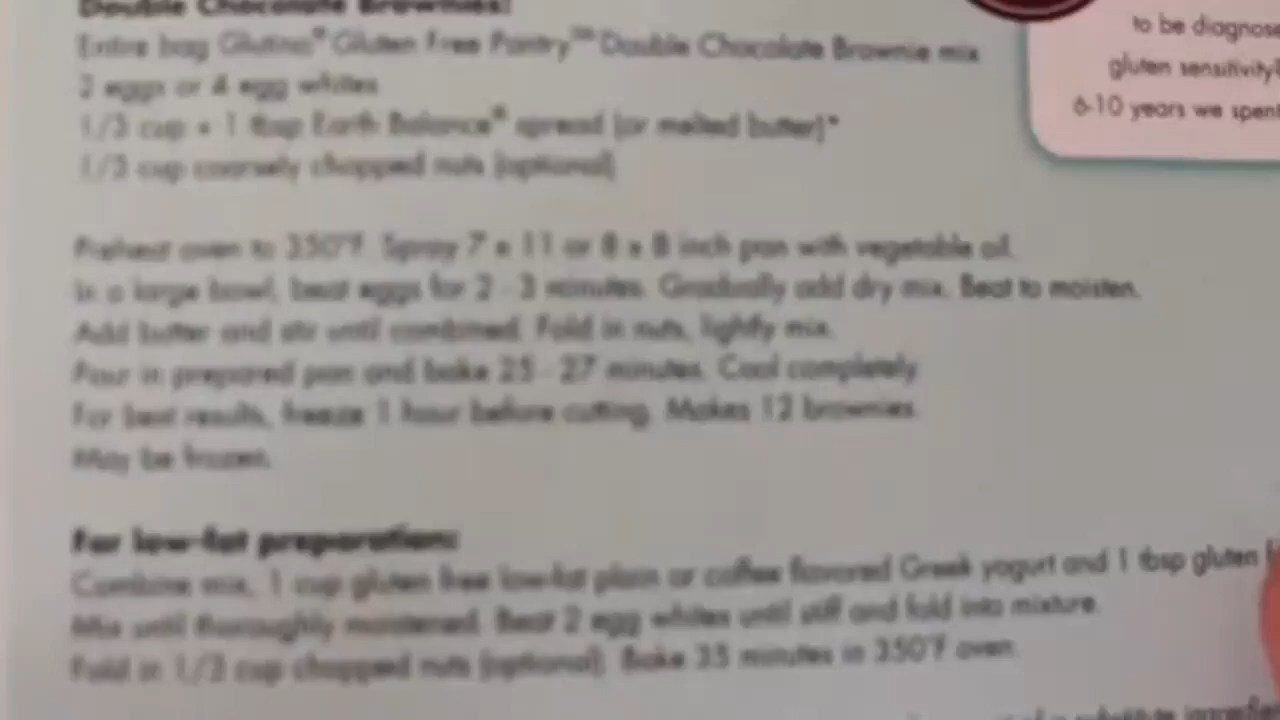 Double Chocolate Brownies:
Entire bag Glutino® Gluten Free Pantry™ Double Chocolate Brownie mix
2 eggs or 4 egg whites
1/3 cup + 1 tbsp Earth Balance® spread (or melted butter)*
1/3 cup coarsely chopped nuts (optional)
Preheat oven to 350°F. Spray 7 x 11 or 8 x 8 inch pan with vegetable oil.
In a large bowl, beat eggs for 2 - 3 minutes. Gradually add dry mix. Beat to moisten.
Add butter and stir until combined. Fold in nuts, lightly mix.
Pour in prepared pan and bake 25 - 27 minutes. Cool completely.
For best results, freeze 1 hour before cutting. Makes 12 brownies.
May be frozen.
For low-fat preparation:
Combine mix, 1 cup gluten free low-fat plain or coffee flavored Greek yogurt and 1 tbsp gluten
Mix until thoroughly moistened. Beat 2 egg whites until stiff and fold into mixture.
Fold in 1/3 cup chopped nuts (optional). Bake 35 minutes in 350°F oven.
substitute
to be diagnose
gluten sensitivity?
6-10 years we spen